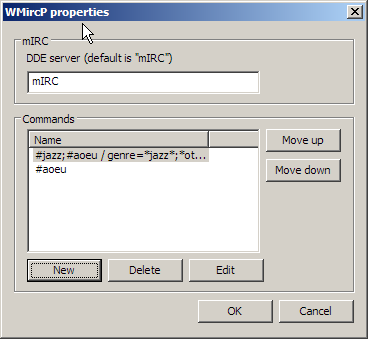 WMircP properties
mIRC
DDE server (default is "mIRC")
mIRC
Commands
Name
#jazz;#aoeu / genre=*jazz*;*ot...
#aoeu
Move up
Move down
New
Delete
Edit
OK
Cancel